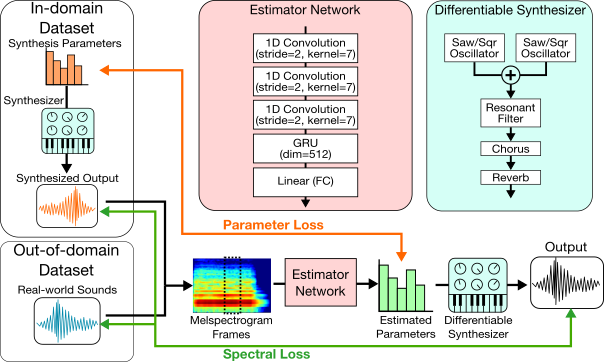 In-domain
Dataset
Synthesis Parameters
Synthesizer
Synthesized Output
Out-of-domain
Dataset
Real-world Sounds
Estimator Network
1D Convolution
(stride=2, kernel=7)
1D Convolution
(stride=2, kernel=7)
1D Convolution
(stride=2, kernel=7)
GRU
(dim=512)
Linear (FC)
Differentiable Synthesizer
Saw/Sqr
Oscillator
Saw/Sqr
Oscillator
+
Resonant
Filter
Chorus
Reverb
Parameter Loss
Melspectrogram
Frames
Estimator
Network
Estimated
Parameters
Differentiable
Synthesizer
Output
Spectral Loss